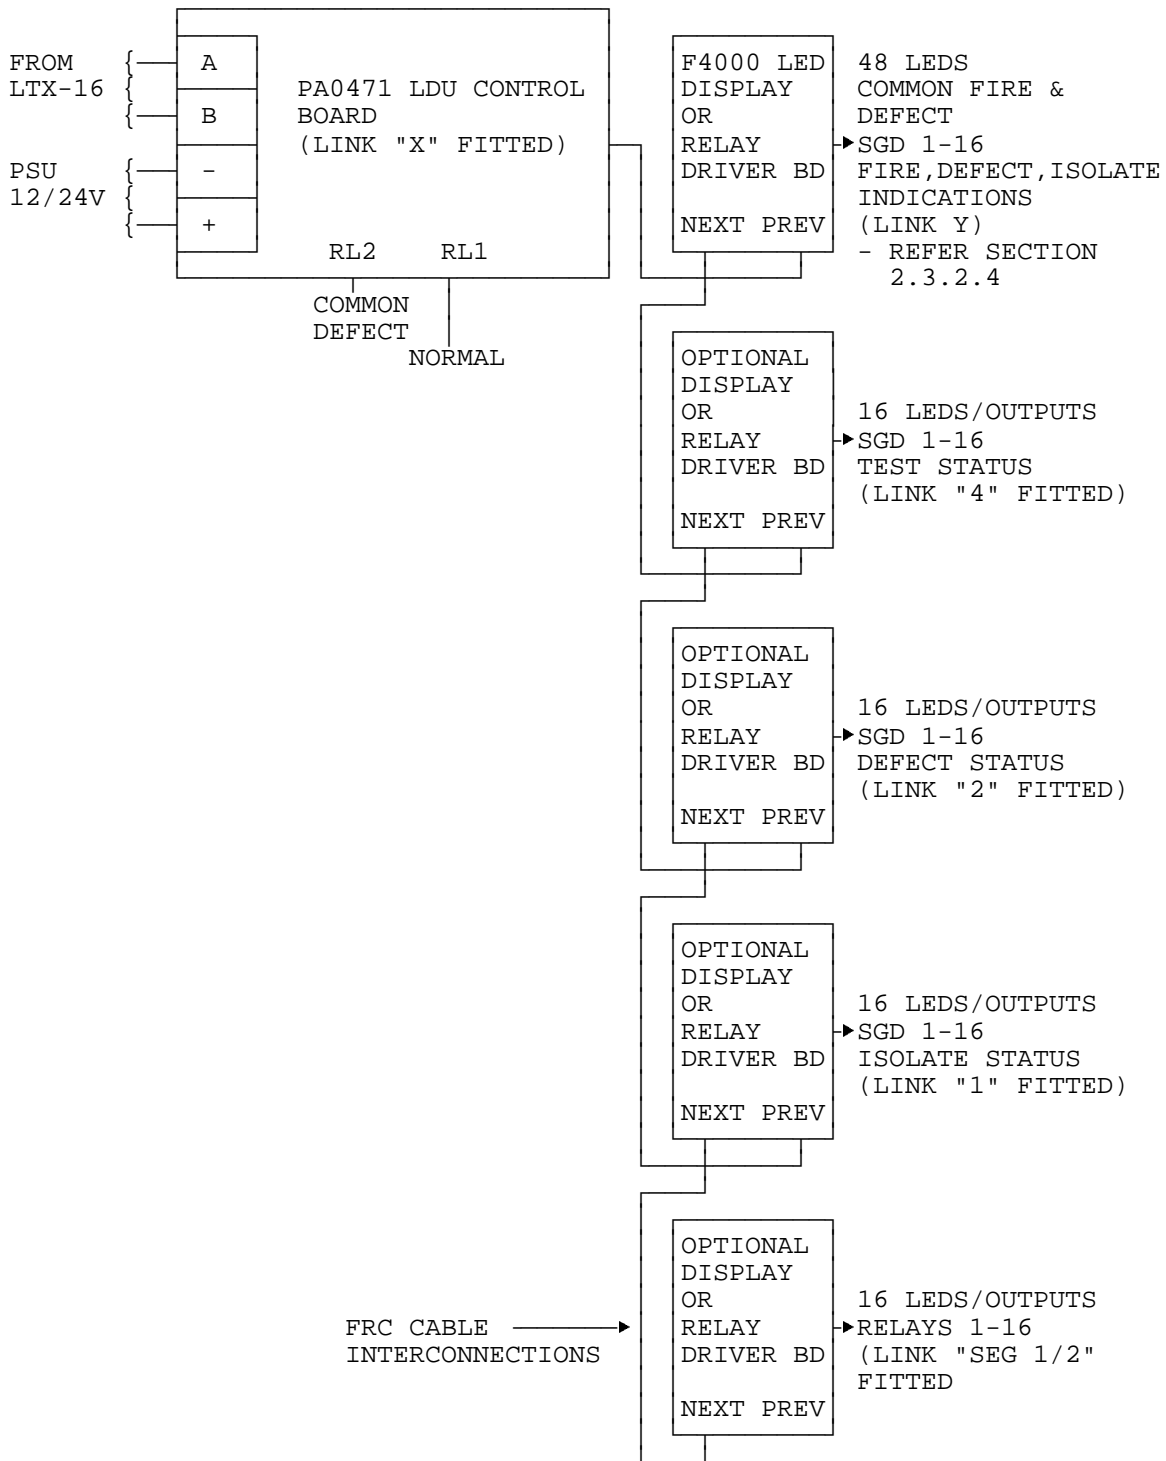 FROM
LTX-16
A
B
PSU
12/24V
-
+
PA0471 LDU CONTROL
BOARD
(LINK "X" FITTED)
RL2 RL1
COMMON
DEFECT
NORMAL
F4000 LED
DISPLAY
OR
RELAY
DRIVER BD
NEXT PREV
48 LEDS
COMMON FIRE &
DEFECT
SGD 1-16
FIRE,DEFECT,ISOLATE
INDICATIONS
(LINK Y)
- REFER SECTION
2.3.2.4
OPTIONAL
DISPLAY
OR
RELAY
DRIVER BD
NEXT PREV
16 LEDS/OUTPUTS
SGD 1-16
TEST STATUS
(LINK "4" FITTED)
OPTIONAL
DISPLAY
OR
RELAY
DRIVER BD
NEXT PREV
16 LEDS/OUTPUTS
SGD 1-16
DEFECT STATUS
(LINK "2" FITTED)
OPTIONAL
DISPLAY
OR
RELAY
DRIVER BD
NEXT PREV
16 LEDS/OUTPUTS
SGD 1-16
ISOLATE STATUS
(LINK "1" FITTED)
FRC CABLE
INTERCONNECTIONS
OPTIONAL
DISPLAY
OR
RELAY
DRIVER BD
NEXT PREV
16 LEDS/OUTPUTS
RELAYS 1-16
(LINK "SEG 1/2"
FITTED